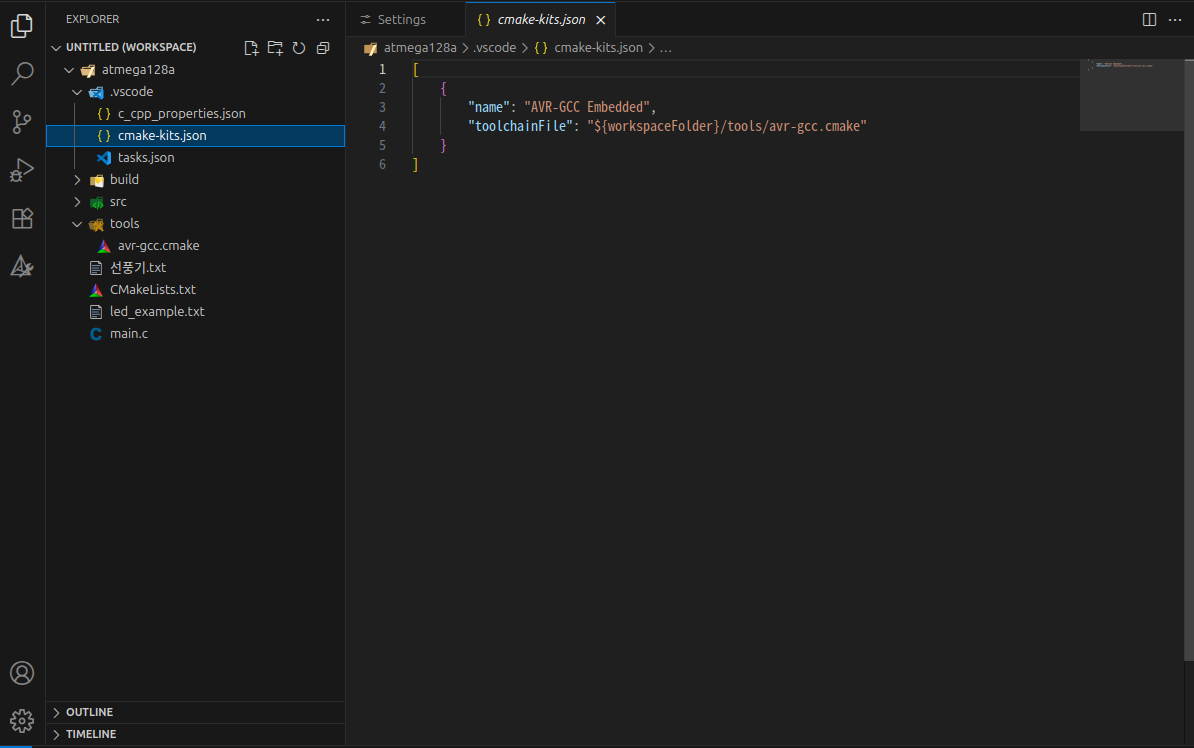 EXPLORER
UNTITLED (WORKSPACE)
atmega128a
.vscode
{ } c_cpp_properties.json
{ } cmake-kits.json
tasks.json
build
src
tools
avr-gcc.cmake
선풍기.txt
CMakeLists.txt
led_example.txt
C main.c
OUTLINE
TIMELINE
Settings
{ } cmake-kits.json
atmega128a > .vscode > { } cmake-kits.json > ...
1 [
2 {
3 "name": "AVR-GCC Embedded",
4 "toolchainFile": "${workspaceFolder}/tools/avr-gcc.cmake"
5 }
6 ]